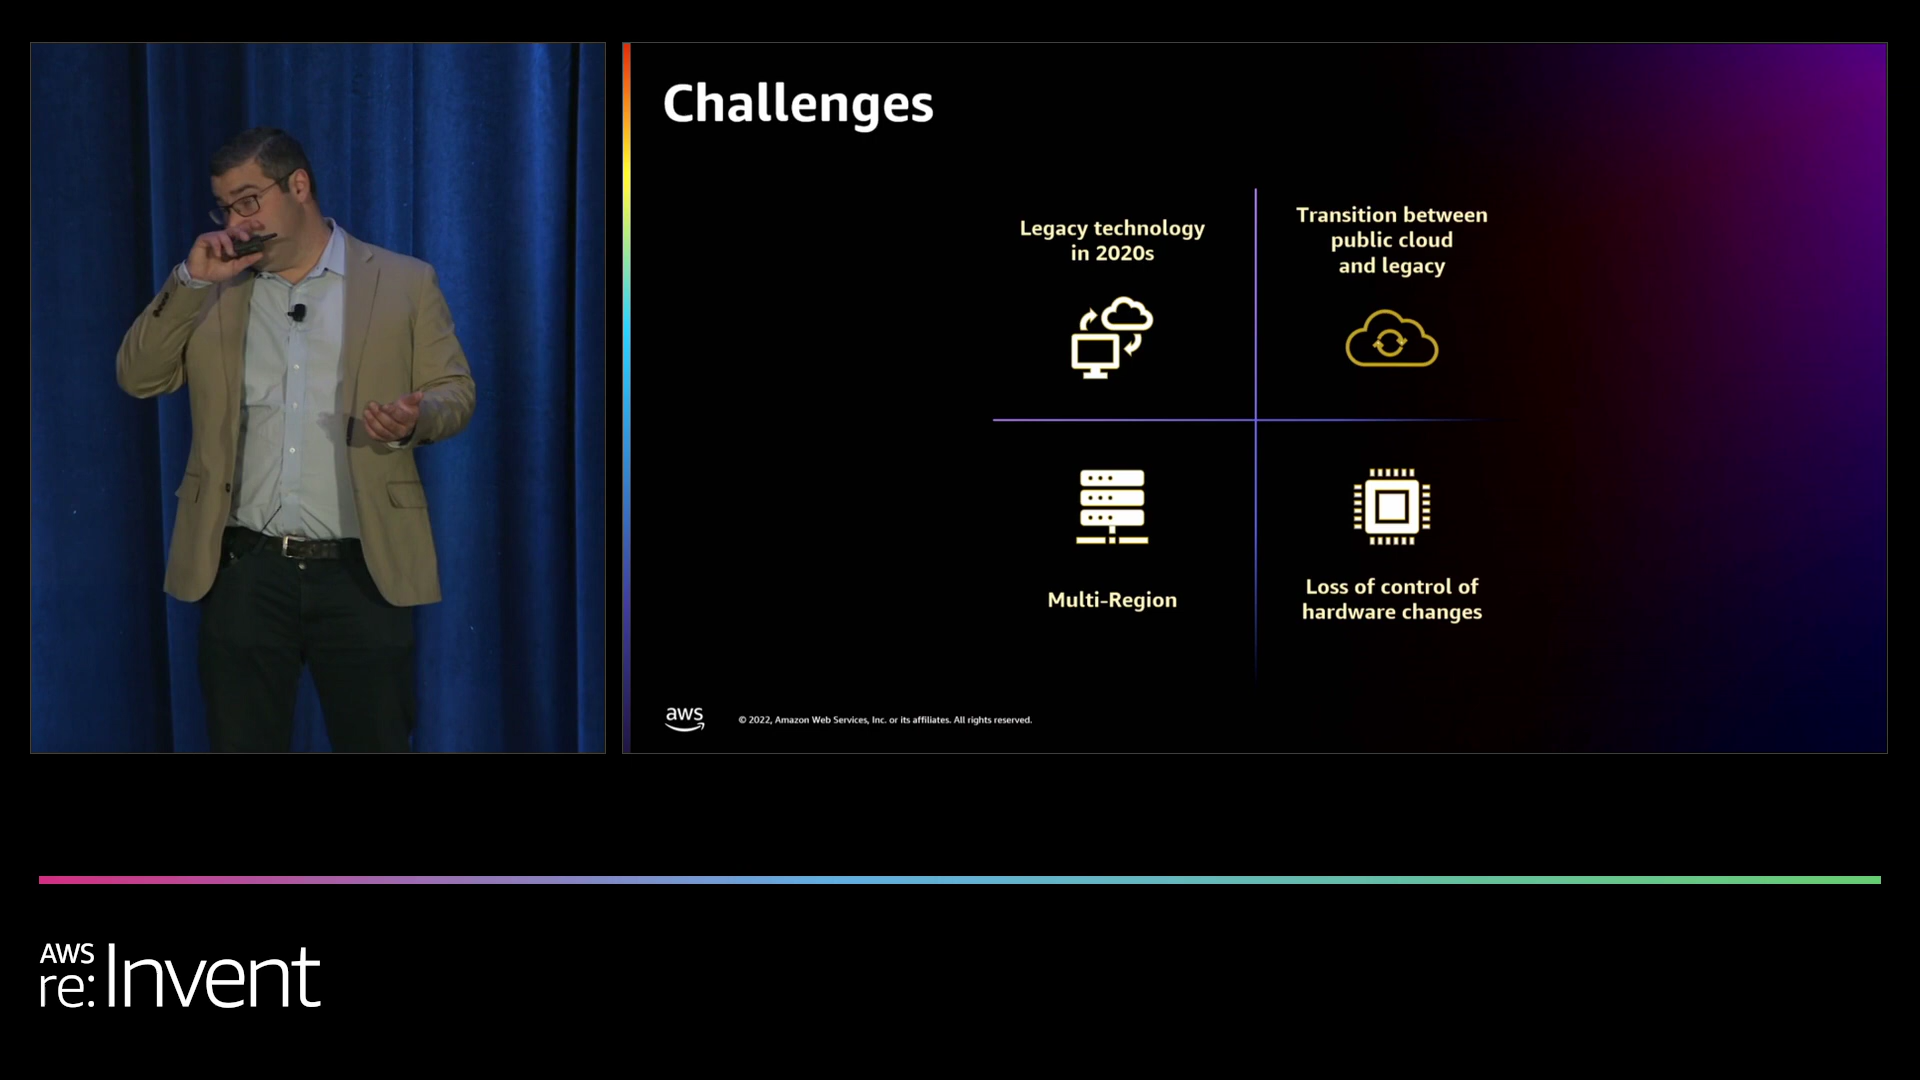 Challenges
Legacy technology
in 2020s
Transition between
public cloud
and legacy
Multi-Region
Loss of control of
hardware changes
aws
© 2022, Amazon Web Services, Inc. or its affiliates. All rights reserved.
AWS
re:Invent